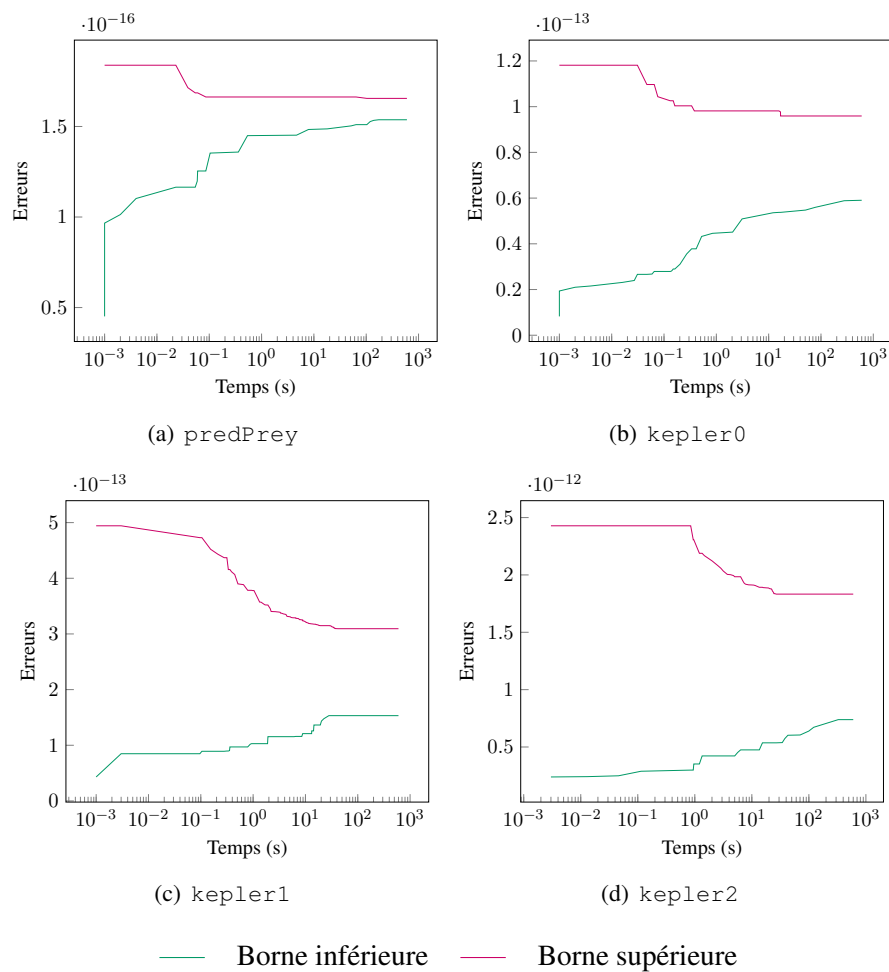 ·10⁻¹⁶
1.5
1
0.5
Erreurs
10⁻³ 10⁻² 10⁻¹ 10⁰ 10¹ 10² 10³
Temps (s)
(a) predPrey
·10⁻¹³
1.2
1
0.8
0.6
0.4
0.2
0
Erreurs
10⁻³ 10⁻² 10⁻¹ 10⁰ 10¹ 10² 10³
Temps (s)
(b) kepler0
·10⁻¹³
5
4
3
2
1
0
Erreurs
10⁻³ 10⁻² 10⁻¹ 10⁰ 10¹ 10² 10³
Temps (s)
(c) kepler1
·10⁻¹²
2.5
2
1.5
1
0.5
Erreurs
10⁻³ 10⁻² 10⁻¹ 10⁰ 10¹ 10² 10³
Temps (s)
(d) kepler2
Borne inférieure Borne supérieure